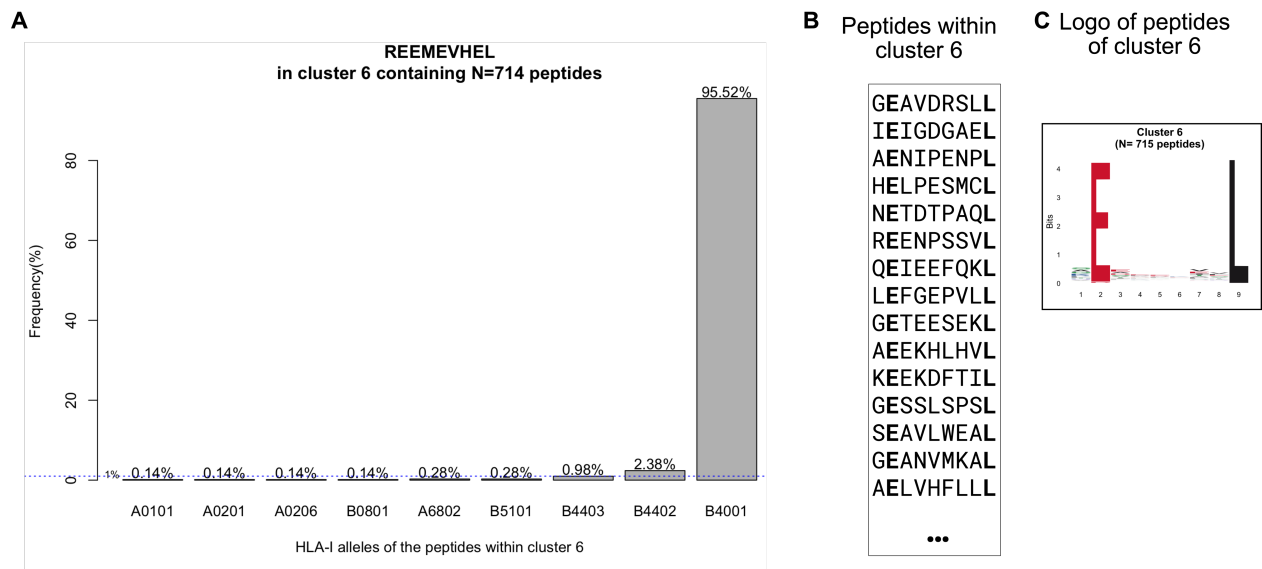 A
REEMEVHEL
in cluster 6 containing N=714 peptides
Frequency(%)
80
60
40
20
0
1%
0.14%
0.14%
0.14%
0.14%
0.28%
0.28%
0.98%
2.38%
95.52%
A0101
A0201
A0206
B0801
A6802
B5101
B4403
B4402
B4001
HLA-I alleles of the peptides within cluster 6
B
Peptides within
cluster 6
GEAVDRSLL
IEIGDGAEL
AENIPENPL
HELPESMCL
NETDTPAQL
REENPSSVL
QEIEEFQKL
LEFGEPVLL
GETEESEKL
AEEKHLHVL
KEEKDFTIL
GESSLSPSL
SEAVLWEAL
GEANVMKAL
AELVHFLLL
...
C Logo of peptides
of cluster 6
Cluster 6
(N= 715 peptides)
Bits
4
3
2
1
0
E
L
1 2 3 4 5 6 7 8 9